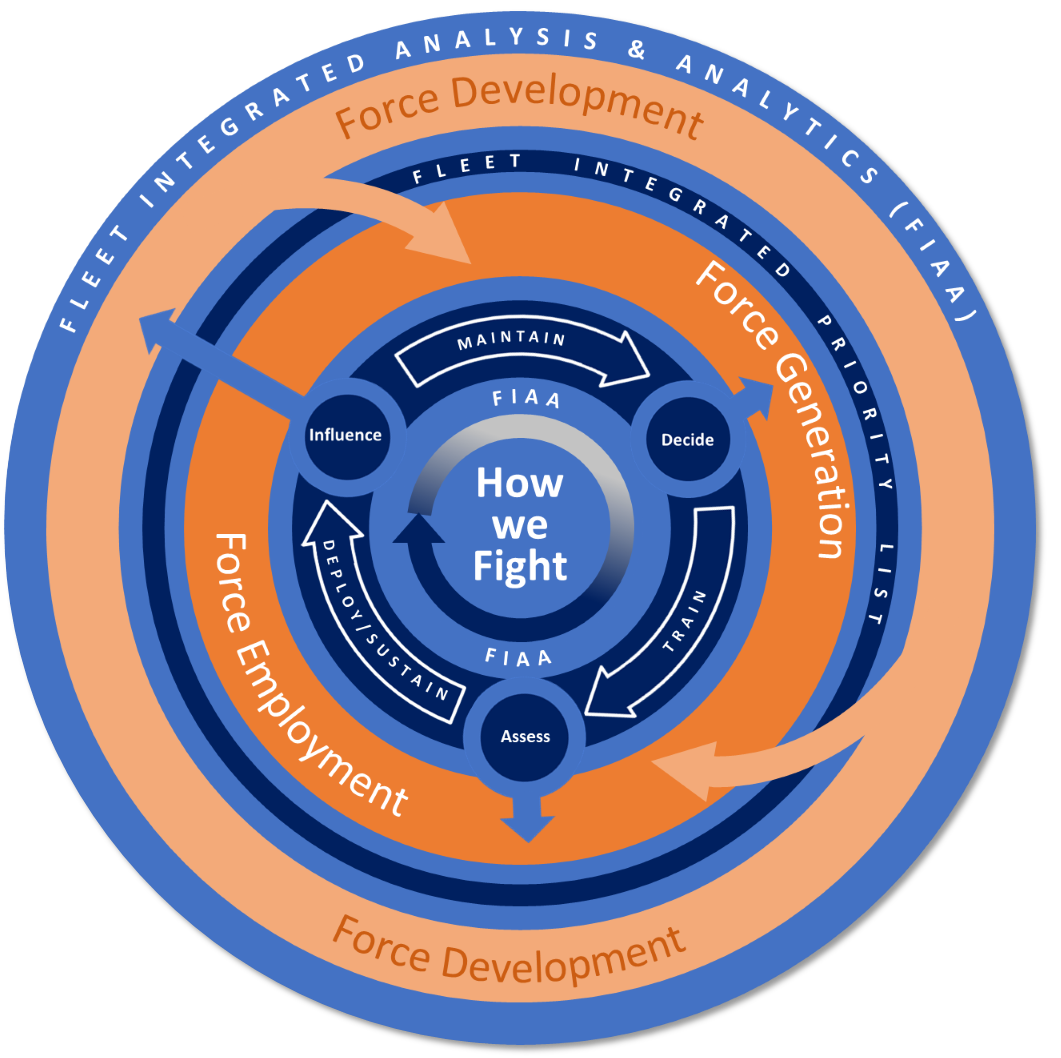 FLEET INTEGRATED ANALYSIS & ANALYTICS (FIAA)
Force Development
FLEET INTEGRATED PRIORITY LIST
Force Generation
MAINTAIN
FIAA
Influence
Decide
How
we
Fight
DEPLOY/SUSTAIN
TRAIN
FIAA
Assess
Force Employment
Force Development